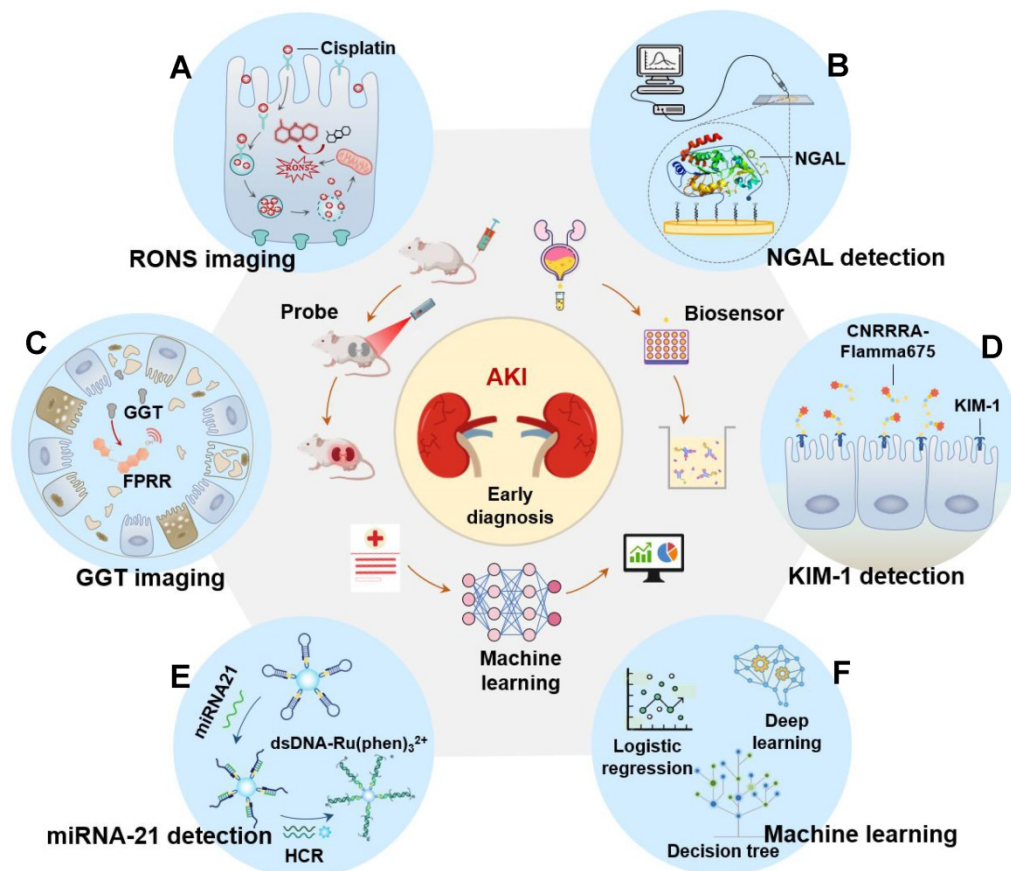 A
Cisplatin
RONS
RONS imaging
B
NGAL
NGAL detection
Probe
Biosensor
C
GGT
FPRR
GGT imaging
AKI
Early
diagnosis
D
CNRRRA-
Flamma675
KIM-1
KIM-1 detection
Machine
learning
E
miRNA21
dsDNA-Ru(phen)₃²⁺
HCR
miRNA-21 detection
F
Logistic
regression
Deep
learning
Decision tree
Machine learning